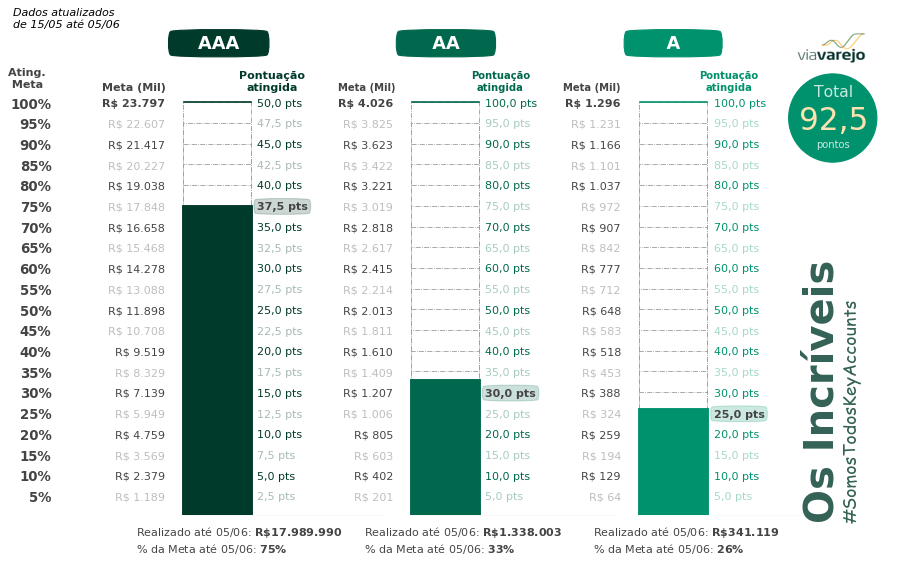 Dados atualizados
de 15/05 até 05/06
AAA
AA
A
viavarejo
Ating. Meta
Meta (Mil)
Pontuação atingida
Meta (Mil)
Pontuação atingida
Meta (Mil)
Pontuação atingida
100% R$ 23.797 50,0 pts R$ 4.026 100,0 pts R$ 1.296 100,0 pts
95% R$ 22.607 47,5 pts R$ 3.825 95,0 pts R$ 1.231 95,0 pts
90% R$ 21.417 45,0 pts R$ 3.623 90,0 pts R$ 1.166 90,0 pts
85% R$ 20.227 42,5 pts R$ 3.422 85,0 pts R$ 1.101 85,0 pts
80% R$ 19.038 40,0 pts R$ 3.221 80,0 pts R$ 1.037 80,0 pts
75% R$ 17.848 37,5 pts R$ 3.019 75,0 pts R$ 972 75,0 pts
70% R$ 16.658 35,0 pts R$ 2.818 70,0 pts R$ 907 70,0 pts
65% R$ 15.468 32,5 pts R$ 2.617 65,0 pts R$ 842 65,0 pts
60% R$ 14.278 30,0 pts R$ 2.415 60,0 pts R$ 777 60,0 pts
55% R$ 13.088 27,5 pts R$ 2.214 55,0 pts R$ 712 55,0 pts
50% R$ 11.898 25,0 pts R$ 2.013 50,0 pts R$ 648 50,0 pts
45% R$ 10.708 22,5 pts R$ 1.811 45,0 pts R$ 583 45,0 pts
40% R$ 9.519 20,0 pts R$ 1.610 40,0 pts R$ 518 40,0 pts
35% R$ 8.329 17,5 pts R$ 1.409 35,0 pts R$ 453 35,0 pts
30% R$ 7.139 15,0 pts R$ 1.207 30,0 pts R$ 388 30,0 pts
25% R$ 5.949 12,5 pts R$ 1.006 25,0 pts R$ 324 25,0 pts
20% R$ 4.759 10,0 pts R$ 805 20,0 pts R$ 259 20,0 pts
15% R$ 3.569 7,5 pts R$ 603 15,0 pts R$ 194 15,0 pts
10% R$ 2.379 5,0 pts R$ 402 10,0 pts R$ 129 10,0 pts
5% R$ 1.189 2,5 pts R$ 201 5,0 pts R$ 64 5,0 pts
Realizado até 05/06: R$17.989.990
% da Meta até 05/06: 75%
Realizado até 05/06: R$1.338.003
% da Meta até 05/06: 33%
Realizado até 05/06: R$341.119
% da Meta até 05/06: 26%
Total
92,5
pontos
Os Incríveis
#SomosTodosKeyAccounts